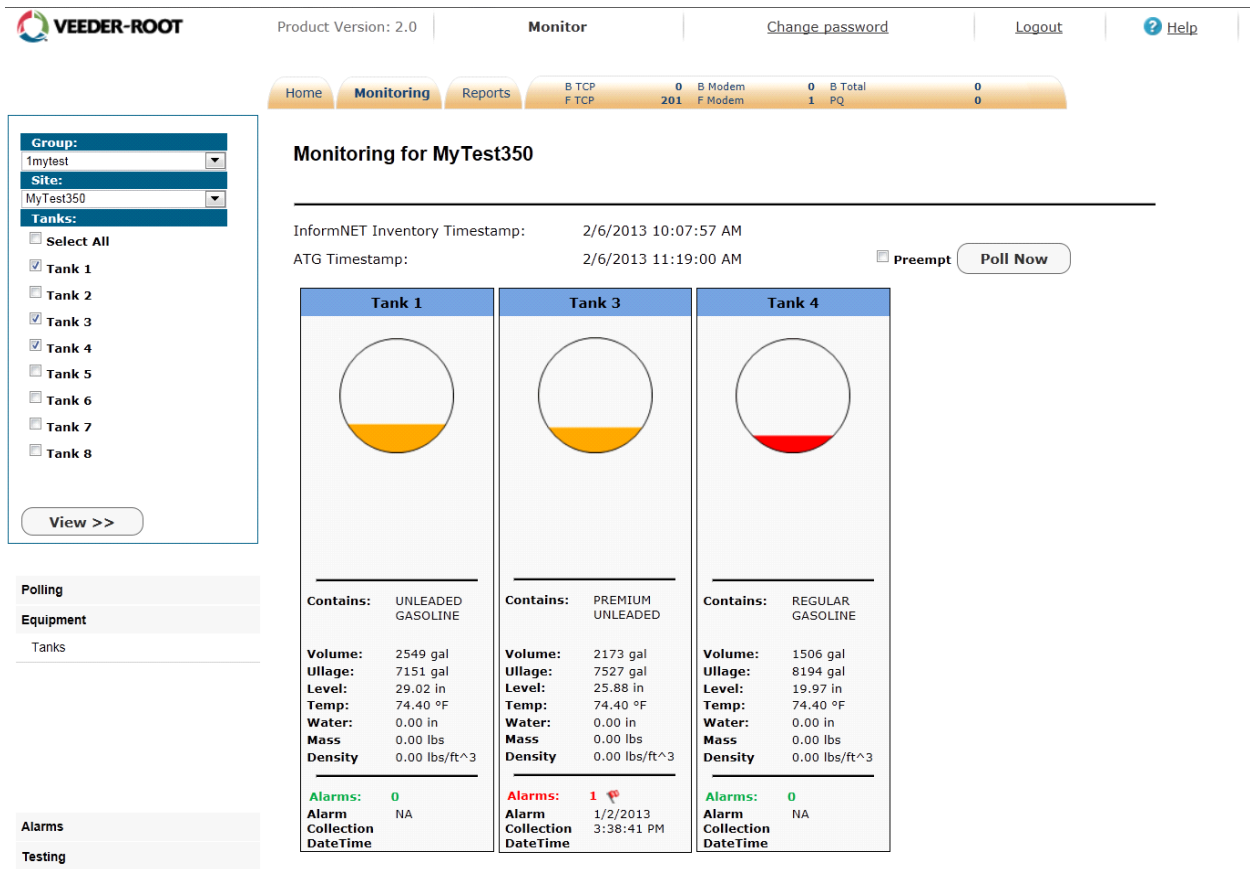 VEEDER-ROOT
Product Version: 2.0
Monitor
Change password
Logout
? Help
Home
Monitoring
Reports
B TCP 0 B Modem 0 B Total 0
F TCP 201 F Modem 1 PQ 0
Group:
1mytest
Site:
MyTest350
Tanks:
Select All
Tank 1
Tank 2
Tank 3
Tank 4
Tank 5
Tank 6
Tank 7
Tank 8
View >>
Polling
Equipment
Tanks
Alarms
Testing
Monitoring for MyTest350
InformNET Inventory Timestamp: 2/6/2013 10:07:57 AM
ATG Timestamp: 2/6/2013 11:19:00 AM
Preempt
Poll Now
Tank 1
Contains: UNLEADED
GASOLINE
Volume: 2549 gal
Ullage: 7151 gal
Level: 29.02 in
Temp: 74.40 ºF
Water: 0.00 in
Mass 0.00 lbs
Density 0.00 lbs/ft^3
Alarms: 0
Alarm NA
Collection
DateTime
Tank 3
Contains: PREMIUM
UNLEADED
Volume: 2173 gal
Ullage: 7527 gal
Level: 25.88 in
Temp: 74.40 ºF
Water: 0.00 in
Mass 0.00 lbs
Density 0.00 lbs/ft^3
Alarms: 1
Alarm 1/2/2013
Collection 3:38:41 PM
DateTime
Tank 4
Contains: REGULAR
GASOLINE
Volume: 1506 gal
Ullage: 8194 gal
Level: 19.97 in
Temp: 74.40 ºF
Water: 0.00 in
Mass 0.00 lbs
Density 0.00 lbs/ft^3
Alarms: 0
Alarm NA
Collection
DateTime